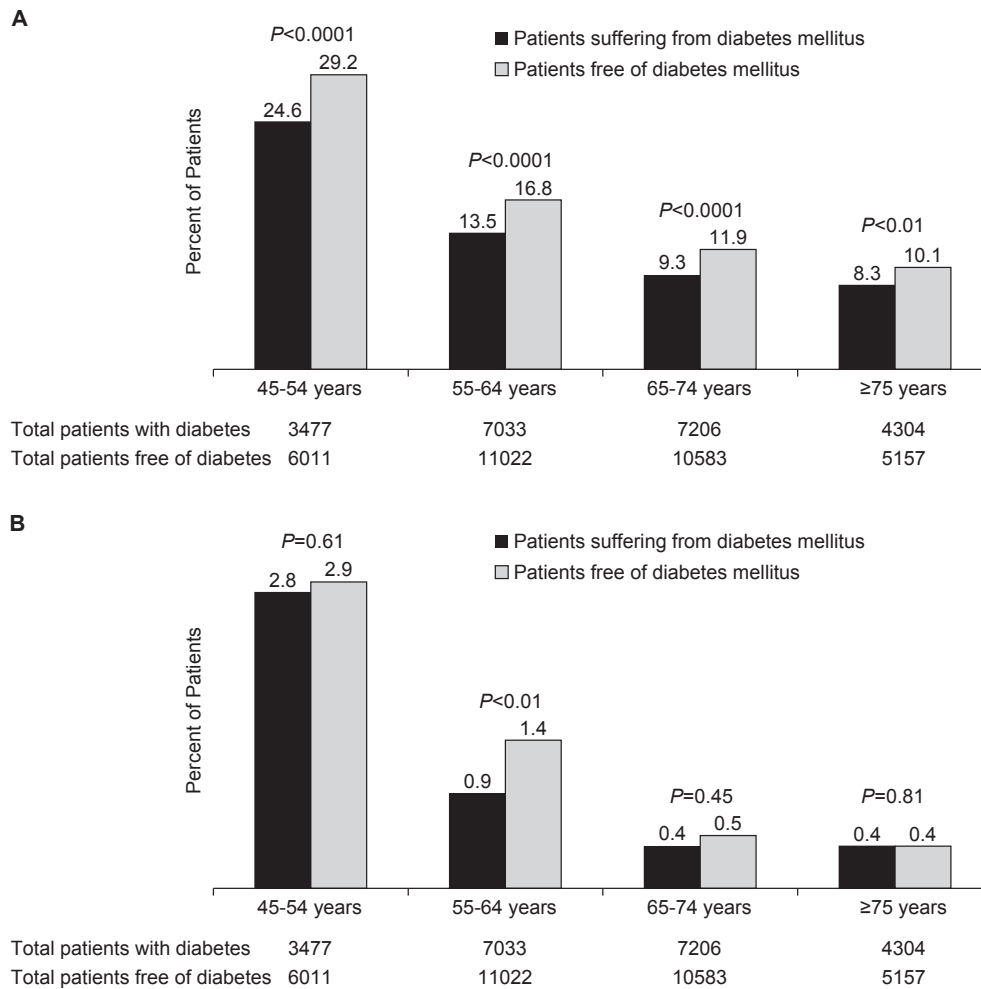 A
P<0.0001
Patients suffering from diabetes mellitus
Patients free of diabetes mellitus
29.2
24.6
Percent of Patients
P<0.0001
16.8
13.5
P<0.0001
11.9
9.3
P<0.01
10.1
8.3
45-54 years 55-64 years 65-74 years ≥75 years
Total patients with diabetes 3477 7033 7206 4304
Total patients free of diabetes 6011 11022 10583 5157
B
P=0.61
Patients suffering from diabetes mellitus
Patients free of diabetes mellitus
2.8 2.9
Percent of Patients
P<0.01
1.4
0.9
P=0.45
0.4 0.5
P=0.81
0.4 0.4
45-54 years 55-64 years 65-74 years ≥75 years
Total patients with diabetes 3477 7033 7206 4304
Total patients free of diabetes 6011 11022 10583 5157